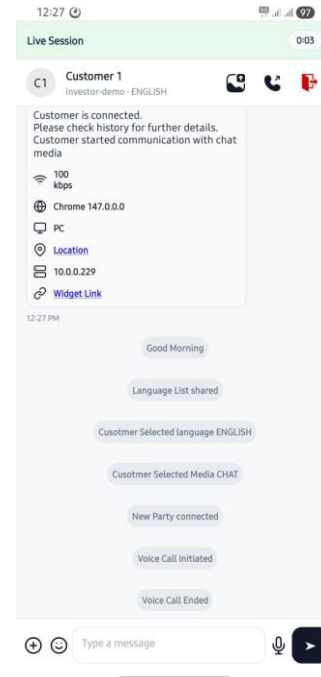 12:27
97
Live Session
0:03
C1
Customer 1
investor-demo · ENGLISH
Customer is connected.
Please check history for further details.
Customer started communication with chat
media
100
kbps
Chrome 147.0.0.0
PC
Location
10.0.0.229
Widget Link
12:27 PM
Good Morning
Language List shared
Cusotmer Selected language ENGLISH
Cusotmer Selected Media CHAT
New Party connected
Voice Call Initiated
Voice Call Ended
Type a message